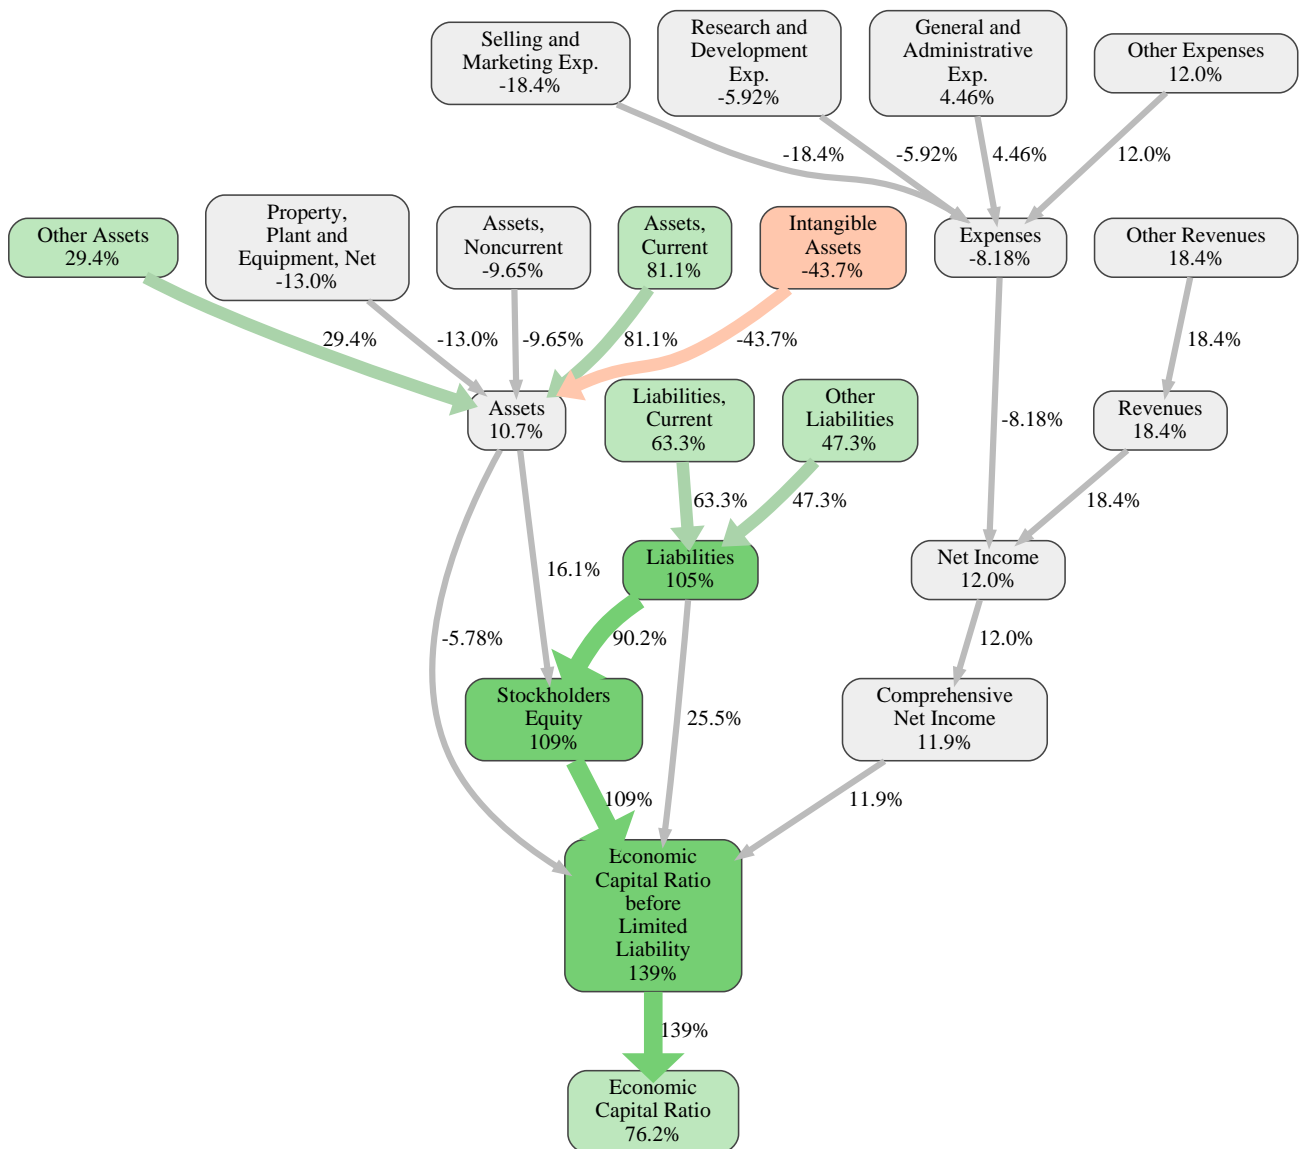 Selling and
Marketing Exp.
-18.4%
Research and
Development
Exp.
-5.92%
General and
Administrative
Exp.
4.46%
Other Expenses
12.0%
-18.4%
-5.92%
4.46%
12.0%
Other Assets
29.4%
Property,
Plant and
Equipment, Net
-13.0%
Assets,
Noncurrent
-9.65%
Assets,
Current
81.1%
Intangible
Assets
-43.7%
Expenses
-8.18%
Other Revenues
18.4%
29.4%
-13.0%
-9.65%
81.1%
-43.7%
18.4%
Assets
10.7%
Liabilities,
Current
63.3%
Other
Liabilities
47.3%
-8.18%
Revenues
18.4%
63.3%
47.3%
18.4%
Liabilities
105%
Net Income
12.0%
16.1%
-5.78%
90.2%
12.0%
Stockholders
Equity
109%
25.5%
Comprehensive
Net Income
11.9%
109%
11.9%
Economic
Capital Ratio
before
Limited
Liability
139%
139%
Economic
Capital Ratio
76.2%